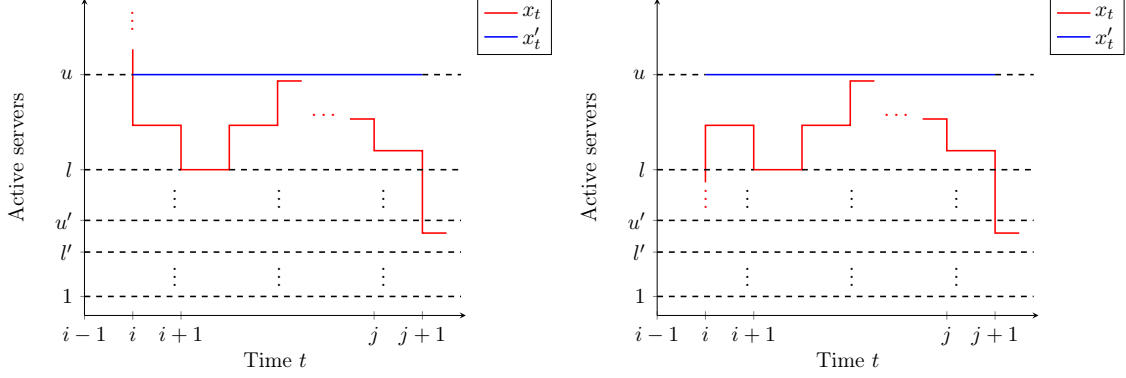 x_t
x'_t
u
l
u'
l'
1
Active servers
i − 1
i
i + 1
j
j + 1
Time t
x_t
x'_t
u
l
u'
l'
1
Active servers
i − 1
i
i + 1
j
j + 1
Time t